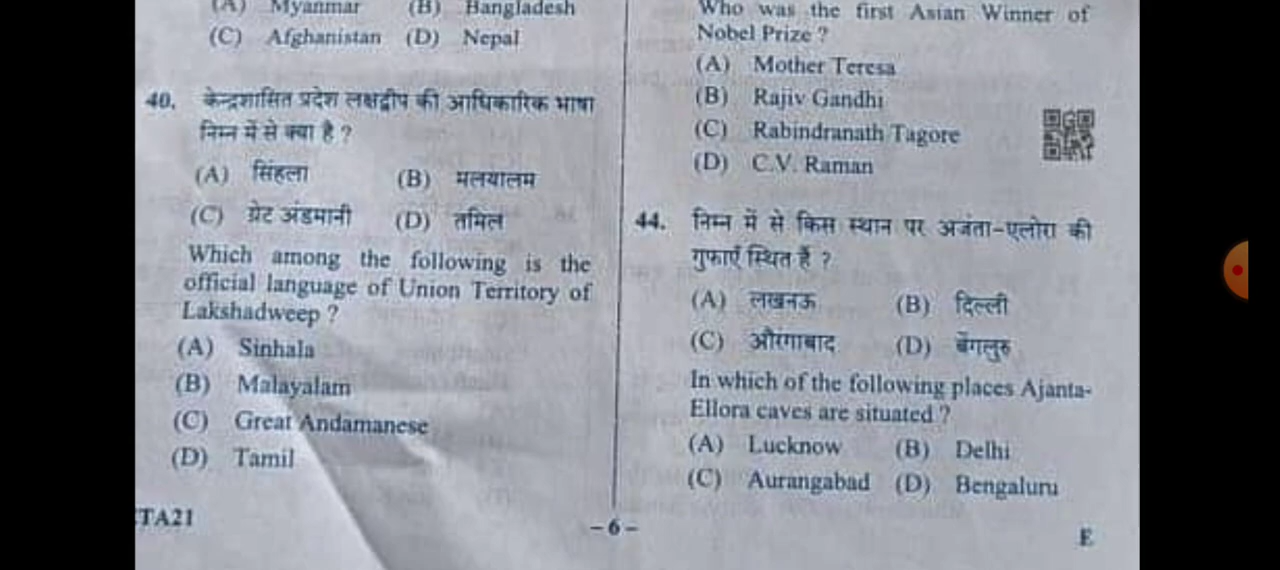 (A) Myanmar (B) Bangladesh
(C) Afghanistan (D) Nepal
40. केन्द्रशासित प्रदेश लक्षद्वीप की आधिकारिक भाषा
निम्न में से क्या है ?
(A) सिंहला (B) मलयालम
(C) ग्रेट अंडमानी (D) तमिल
Which among the following is the
official language of Union Territory of
Lakshadweep ?
(A) Sinhala
(B) Malayalam
(C) Great Andamanese
(D) Tamil
Who was the first Asian Winner of
Nobel Prize ?
(A) Mother Teresa
(B) Rajiv Gandhi
(C) Rabindranath Tagore
(D) C.V. Raman
44. निम्न में से किस स्थान पर अजंता-एलोरा की
गुफाएँ स्थित हैं ?
(A) लखनऊ (B) दिल्ली
(C) औरंगाबाद (D) बेंगलुरु
In which of the following places Ajanta-
Ellora caves are situated ?
(A) Lucknow (B) Delhi
(C) Aurangabad (D) Bengaluru
TA21
-6-
E